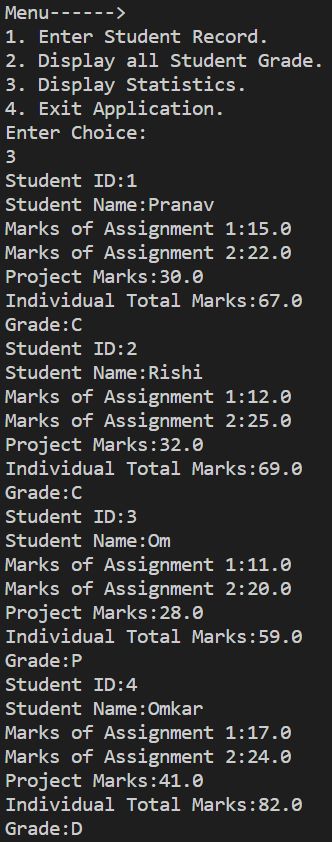 Menu------>
1. Enter Student Record.
2. Display all Student Grade.
3. Display Statistics.
4. Exit Application.
Enter Choice:
3
Student ID:1
Student Name:Pranav
Marks of Assignment 1:15.0
Marks of Assignment 2:22.0
Project Marks:30.0
Individual Total Marks:67.0
Grade:C
Student ID:2
Student Name:Rishi
Marks of Assignment 1:12.0
Marks of Assignment 2:25.0
Project Marks:32.0
Individual Total Marks:69.0
Grade:C
Student ID:3
Student Name:Om
Marks of Assignment 1:11.0
Marks of Assignment 2:20.0
Project Marks:28.0
Individual Total Marks:59.0
Grade:P
Student ID:4
Student Name:Omkar
Marks of Assignment 1:17.0
Marks of Assignment 2:24.0
Project Marks:41.0
Individual Total Marks:82.0
Grade:D